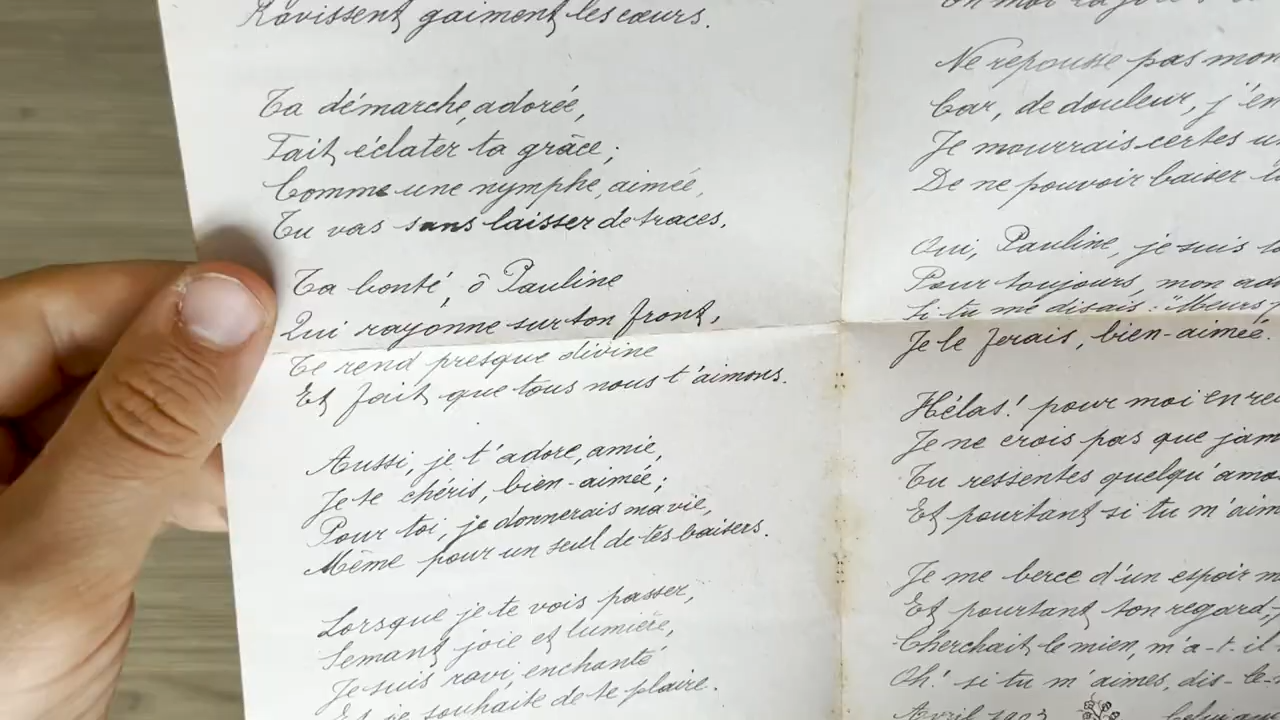 Ravissent gaiment les cœurs.
Ta démarche, adorée,
Fait éclater ta grâce ;
Comme une nymphe, aimée,
Tu vas sans laisser de traces.
Ta bonté, ô Pauline
Qui rayonne sur ton front,
Te rend presque divine
Et fait que tous nous t'aimons.
Aussi, je t'adore, amie,
Je te chéris, bien-aimée ;
Pour toi, je donnerais ma vie,
Même pour un seul de tes baisers.
Lorsque je te vois passer,
Semant joie et lumière,
Je suis ravi, enchanté
Et je souhaite de te plaire.
Ne repousse pas mon
Car, de douleur, j'en
Je mourrais certes
De ne pouvoir baiser
Oui, Pauline, je suis
Pour toujours, mon
Si tu me disais : "Meurs,
Je le ferais, bien-aimée.
Hélas ! pour moi en
Je ne crois pas que
Tu ressentes quelqu'
Et pourtant si tu m'
Je me berce d'un espoir
Et pourtant ton regard,
Cherchait le mien, m'a-t-il
Oh ! si tu m'aimes, dis-le-
Avril 1903